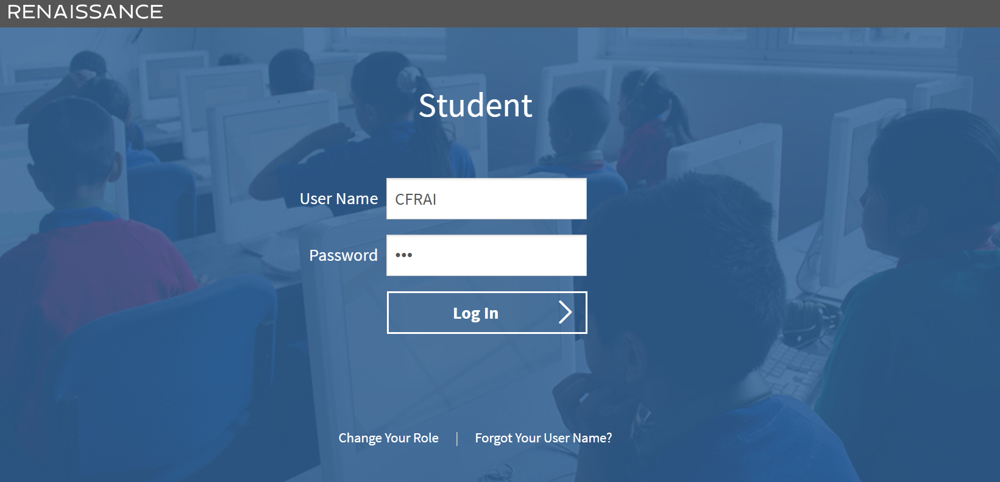 RENAISSANCE
Student
User Name CFRAI
Password •••
Log In
Change Your Role | Forgot Your User Name?